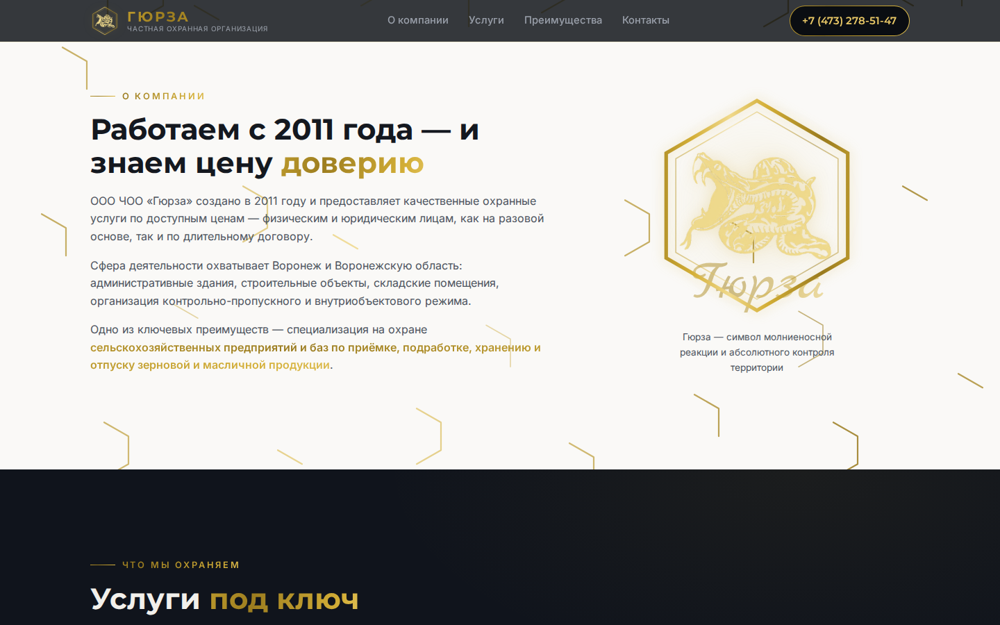 ГЮРЗА
ЧАСТНАЯ ОХРАННАЯ ОРГАНИЗАЦИЯ
О компании
Услуги
Преимущества
Контакты
+7 (473) 278-51-47
О КОМПАНИИ
Работаем с 2011 года — и
знаем цену доверию
ООО ЧОО «Гюрза» создано в 2011 году и предоставляет качественные охранные
услуги по доступным ценам — физическим и юридическим лицам, как на разовой
основе, так и по длительному договору.
Сфера деятельности охватывает Воронеж и Воронежскую область:
административные здания, строительные объекты, складские помещения,
организация контрольно-пропускного и внутриобъектового режима.
Одно из ключевых преимуществ — специализация на охране
сельскохозяйственных предприятий и баз по приёмке, подработке, хранению и
отпуску зерновой и масличной продукции.
Гюрза
Гюрза — символ молниеносной
реакции и абсолютного контроля
территории
ЧТО МЫ ОХРАНЯЕМ
Услуги под ключ